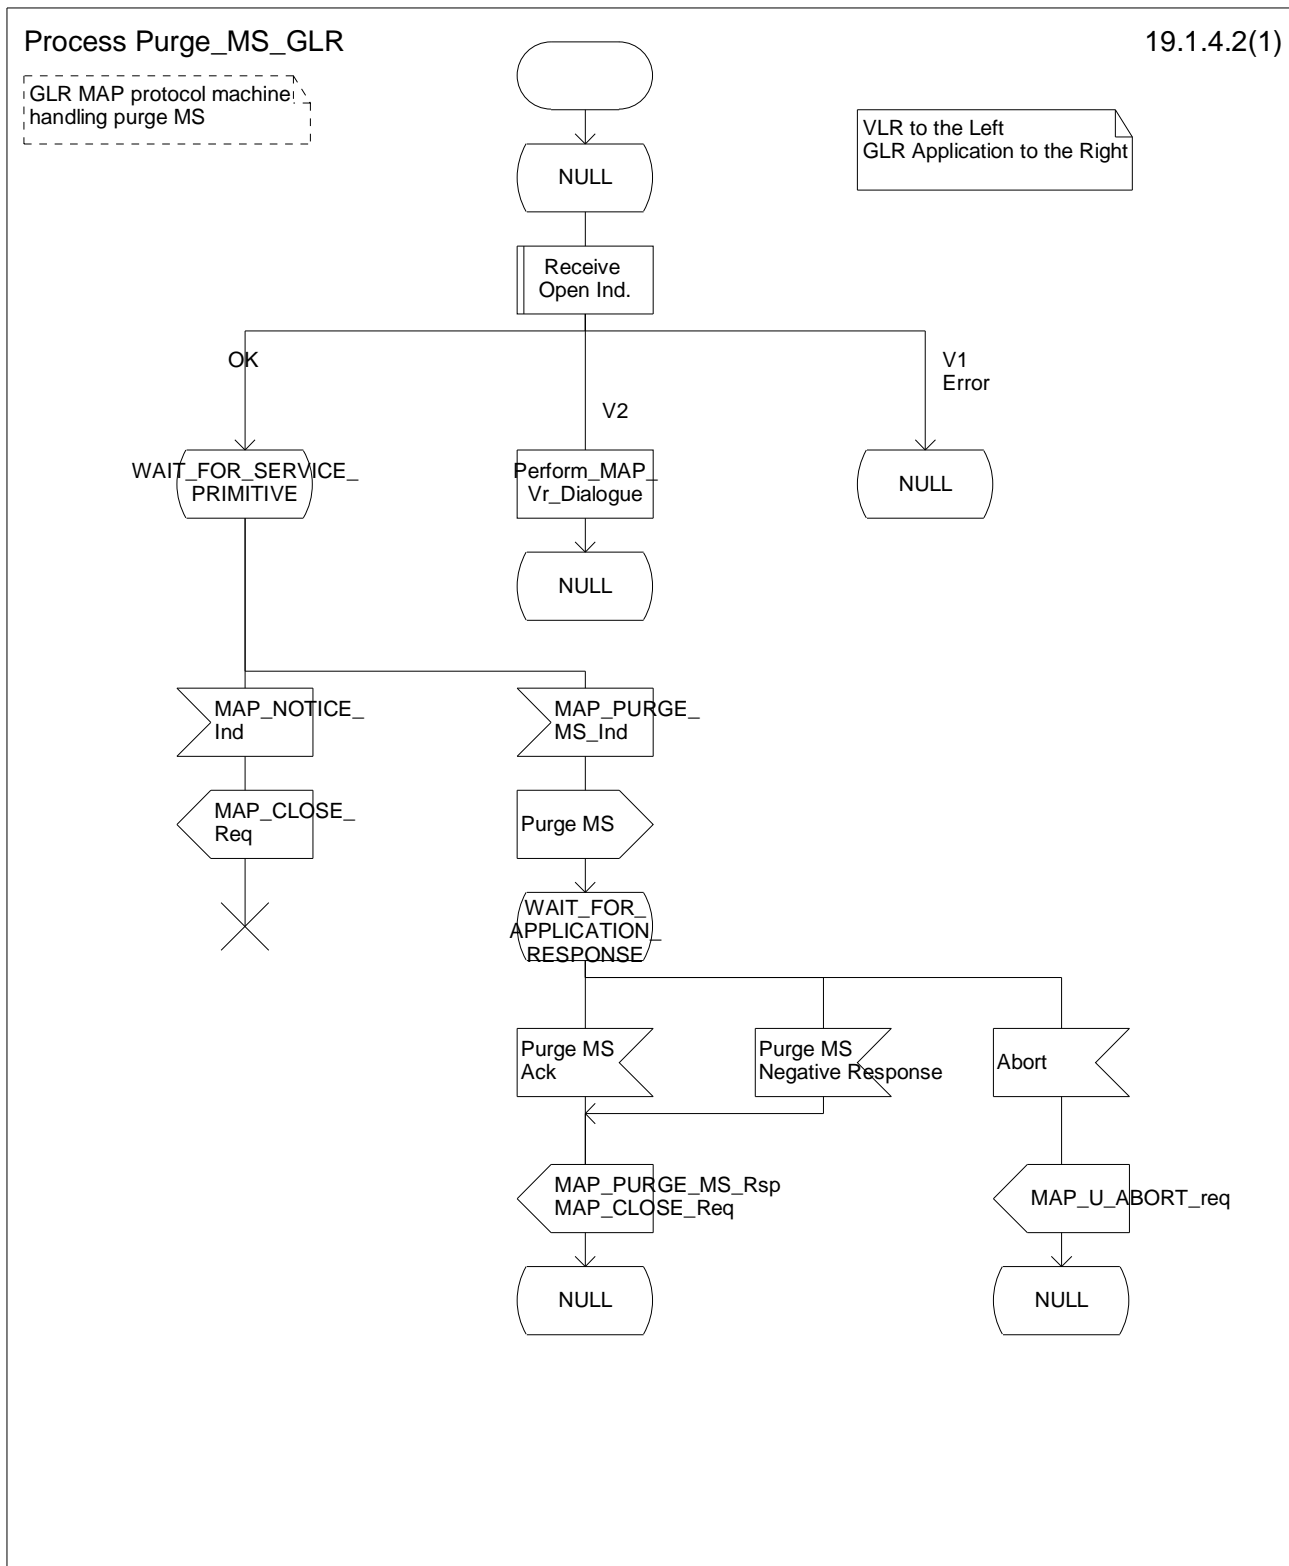 Process Purge_MS_GLR
19.1.4.2(1)
GLR MAP protocol machine
handling purge MS
VLR to the Left
GLR Application to the Right
NULL
Receive
Open Ind.
OK
V2
V1
Error
WAIT_FOR_SERVICE_
PRIMITIVE
Perform_MAP_
Vr_Dialogue
NULL
NULL
MAP_NOTICE_
Ind
MAP_PURGE_
MS_Ind
MAP_CLOSE_
Req
Purge MS
WAIT_FOR_
APPLICATION_
RESPONSE
Purge MS
Ack
Purge MS
Negative Response
Abort
MAP_PURGE_MS_Rsp
MAP_CLOSE_Req
MAP_U_ABORT_req
NULL
NULL